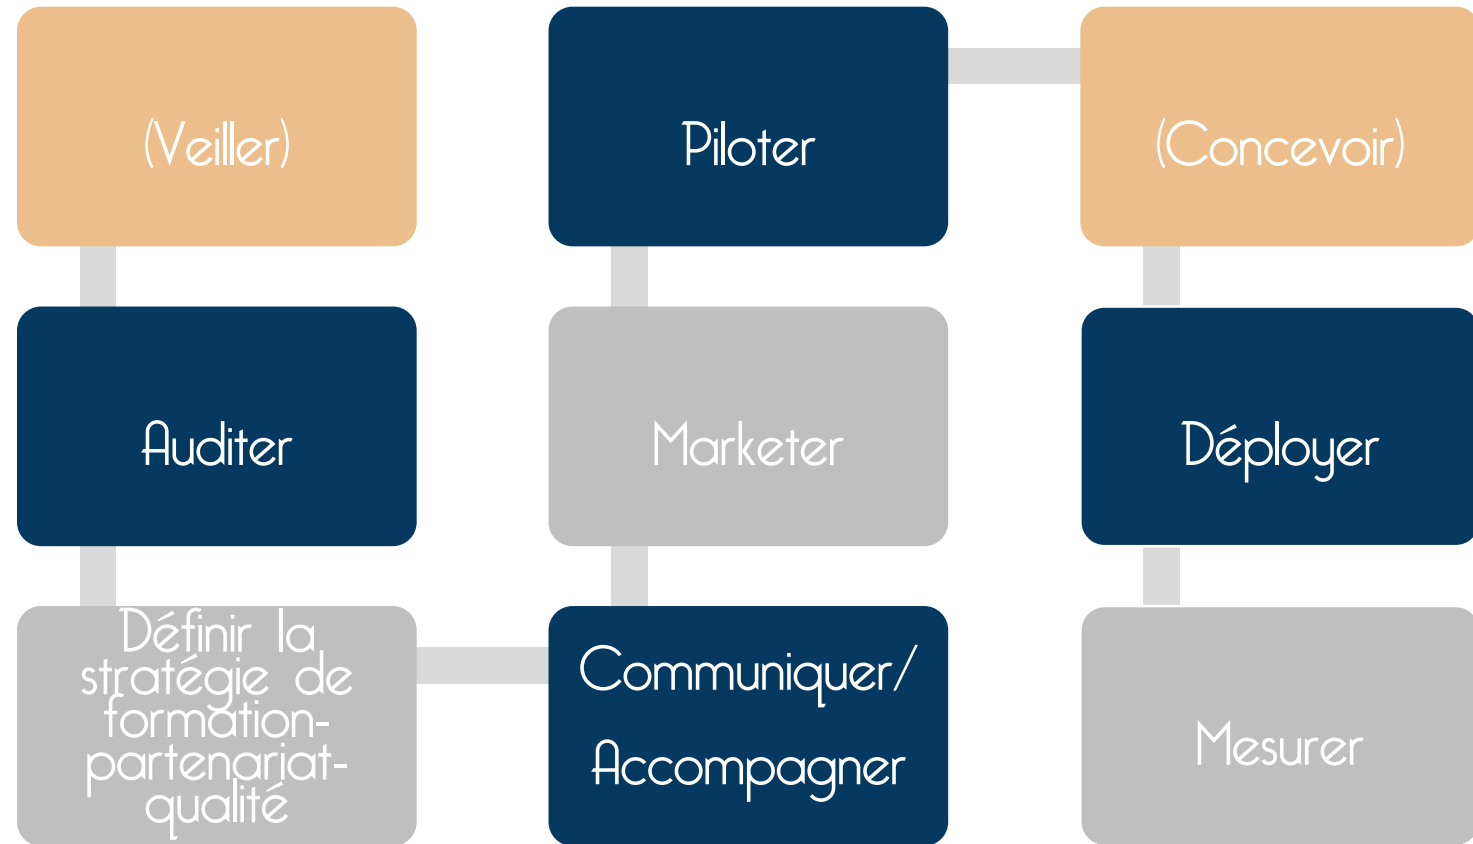 (Veiller)
Piloter
(Concevoir)
Auditer
Marketer
Déployer
Définir la
stratégie de
formation-
partenariat-
qualité
Communiquer/
Accompagner
Mesurer